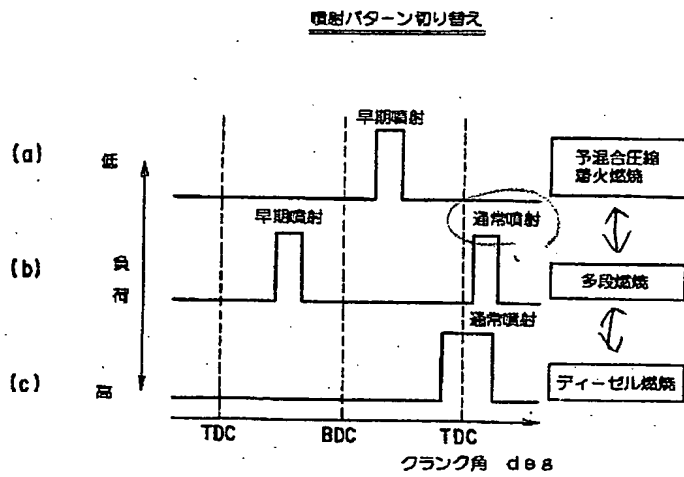 噴射パターン切り替え
早期噴射
(a)
低
予混合圧縮
着火燃焼
早期噴射
通常噴射
(b)
負
荷
多段燃焼
通常噴射
(c)
高
ディーゼル燃焼
TDC
BDC
TDC
クランク角 deg